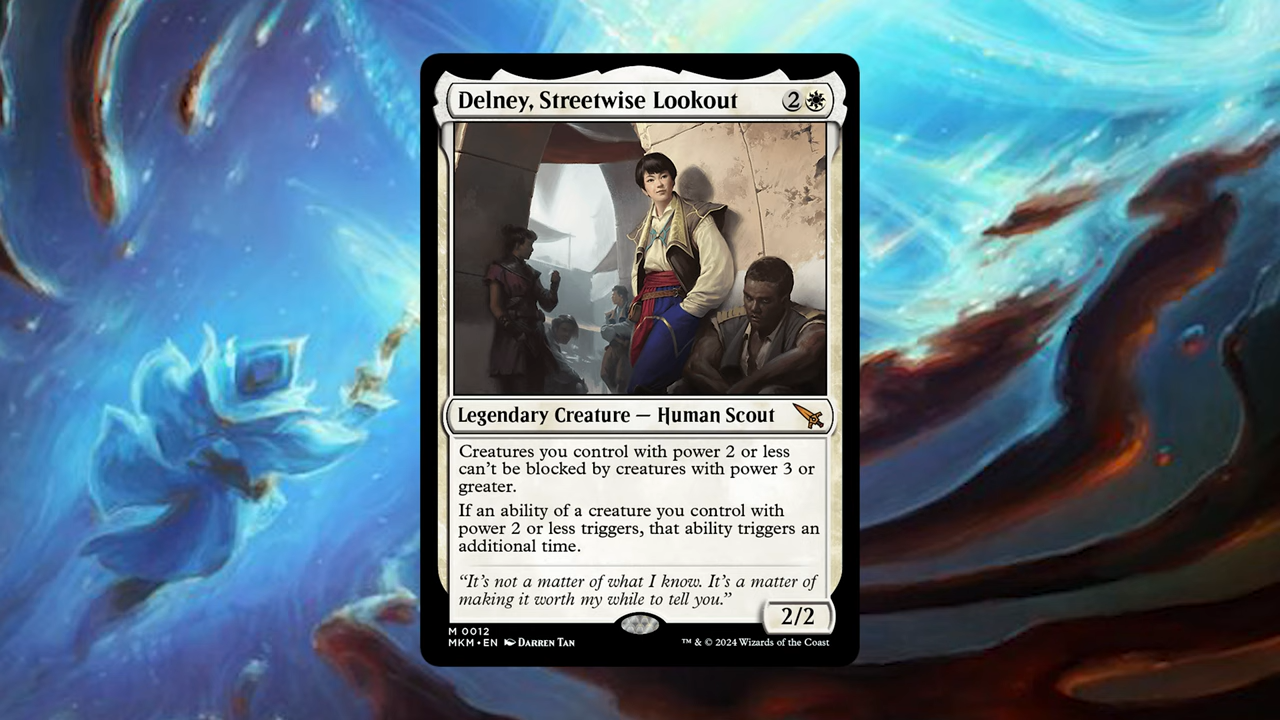 Delney, Streetwise Lookout 2
Legendary Creature — Human Scout
Creatures you control with power 2 or less
can't be blocked by creatures with power 3 or
greater.
If an ability of a creature you control with
power 2 or less triggers, that ability triggers an
additional time.
“It's not a matter of what I know. It's a matter of
making it worth my while to tell you.”
2/2
M 0012
MKM • EN DARREN TAN
™ & © 2024 Wizards of the Coast